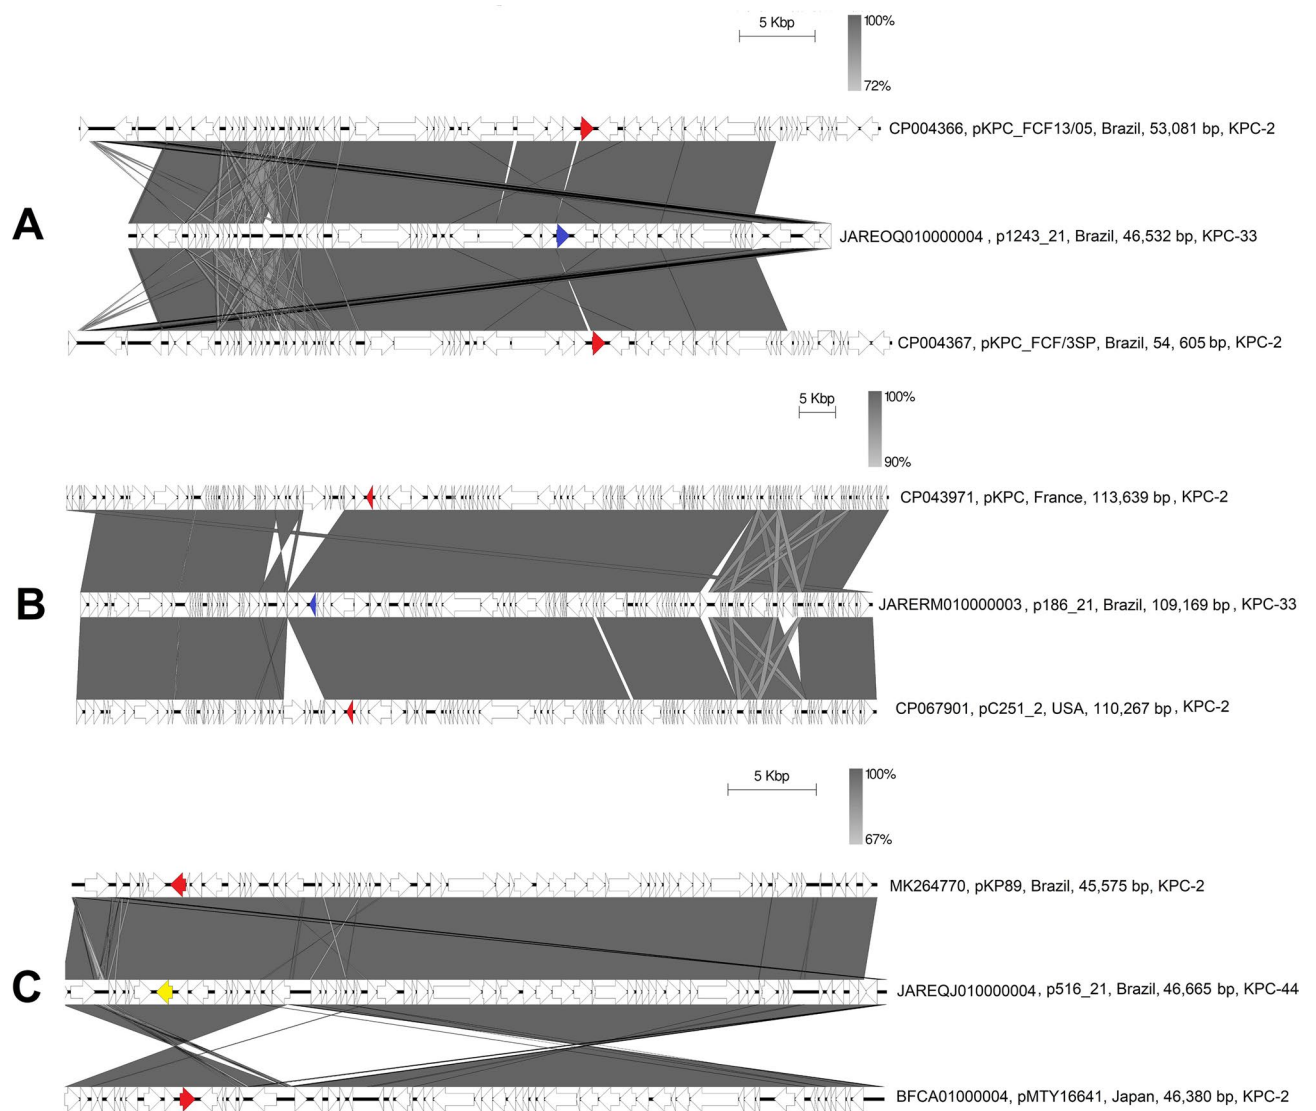 5 Kbp
100%
72%
CP004366, pKPC_FCF13/05, Brazil, 53,081 bp, KPC-2
A
JAREOQ010000004 , p1243_21, Brazil, 46,532 bp, KPC-33
CP004367, pKPC_FCF/3SP, Brazil, 54, 605 bp, KPC-2
5 Kbp
100%
90%
CP043971, pKPC, France, 113,639 bp , KPC-2
B
JARERM010000003, p186_21, Brazil, 109,169 bp , KPC-33
CP067901, pC251_2, USA, 110,267 bp , KPC-2
5 Kbp
100%
67%
MK264770, pKP89, Brazil, 45,575 bp, KPC-2
C
JAREQJ010000004, p516_21, Brazil, 46,665 bp, KPC-44
BFCA01000004, pMTY16641, Japan, 46,380 bp, KPC-2